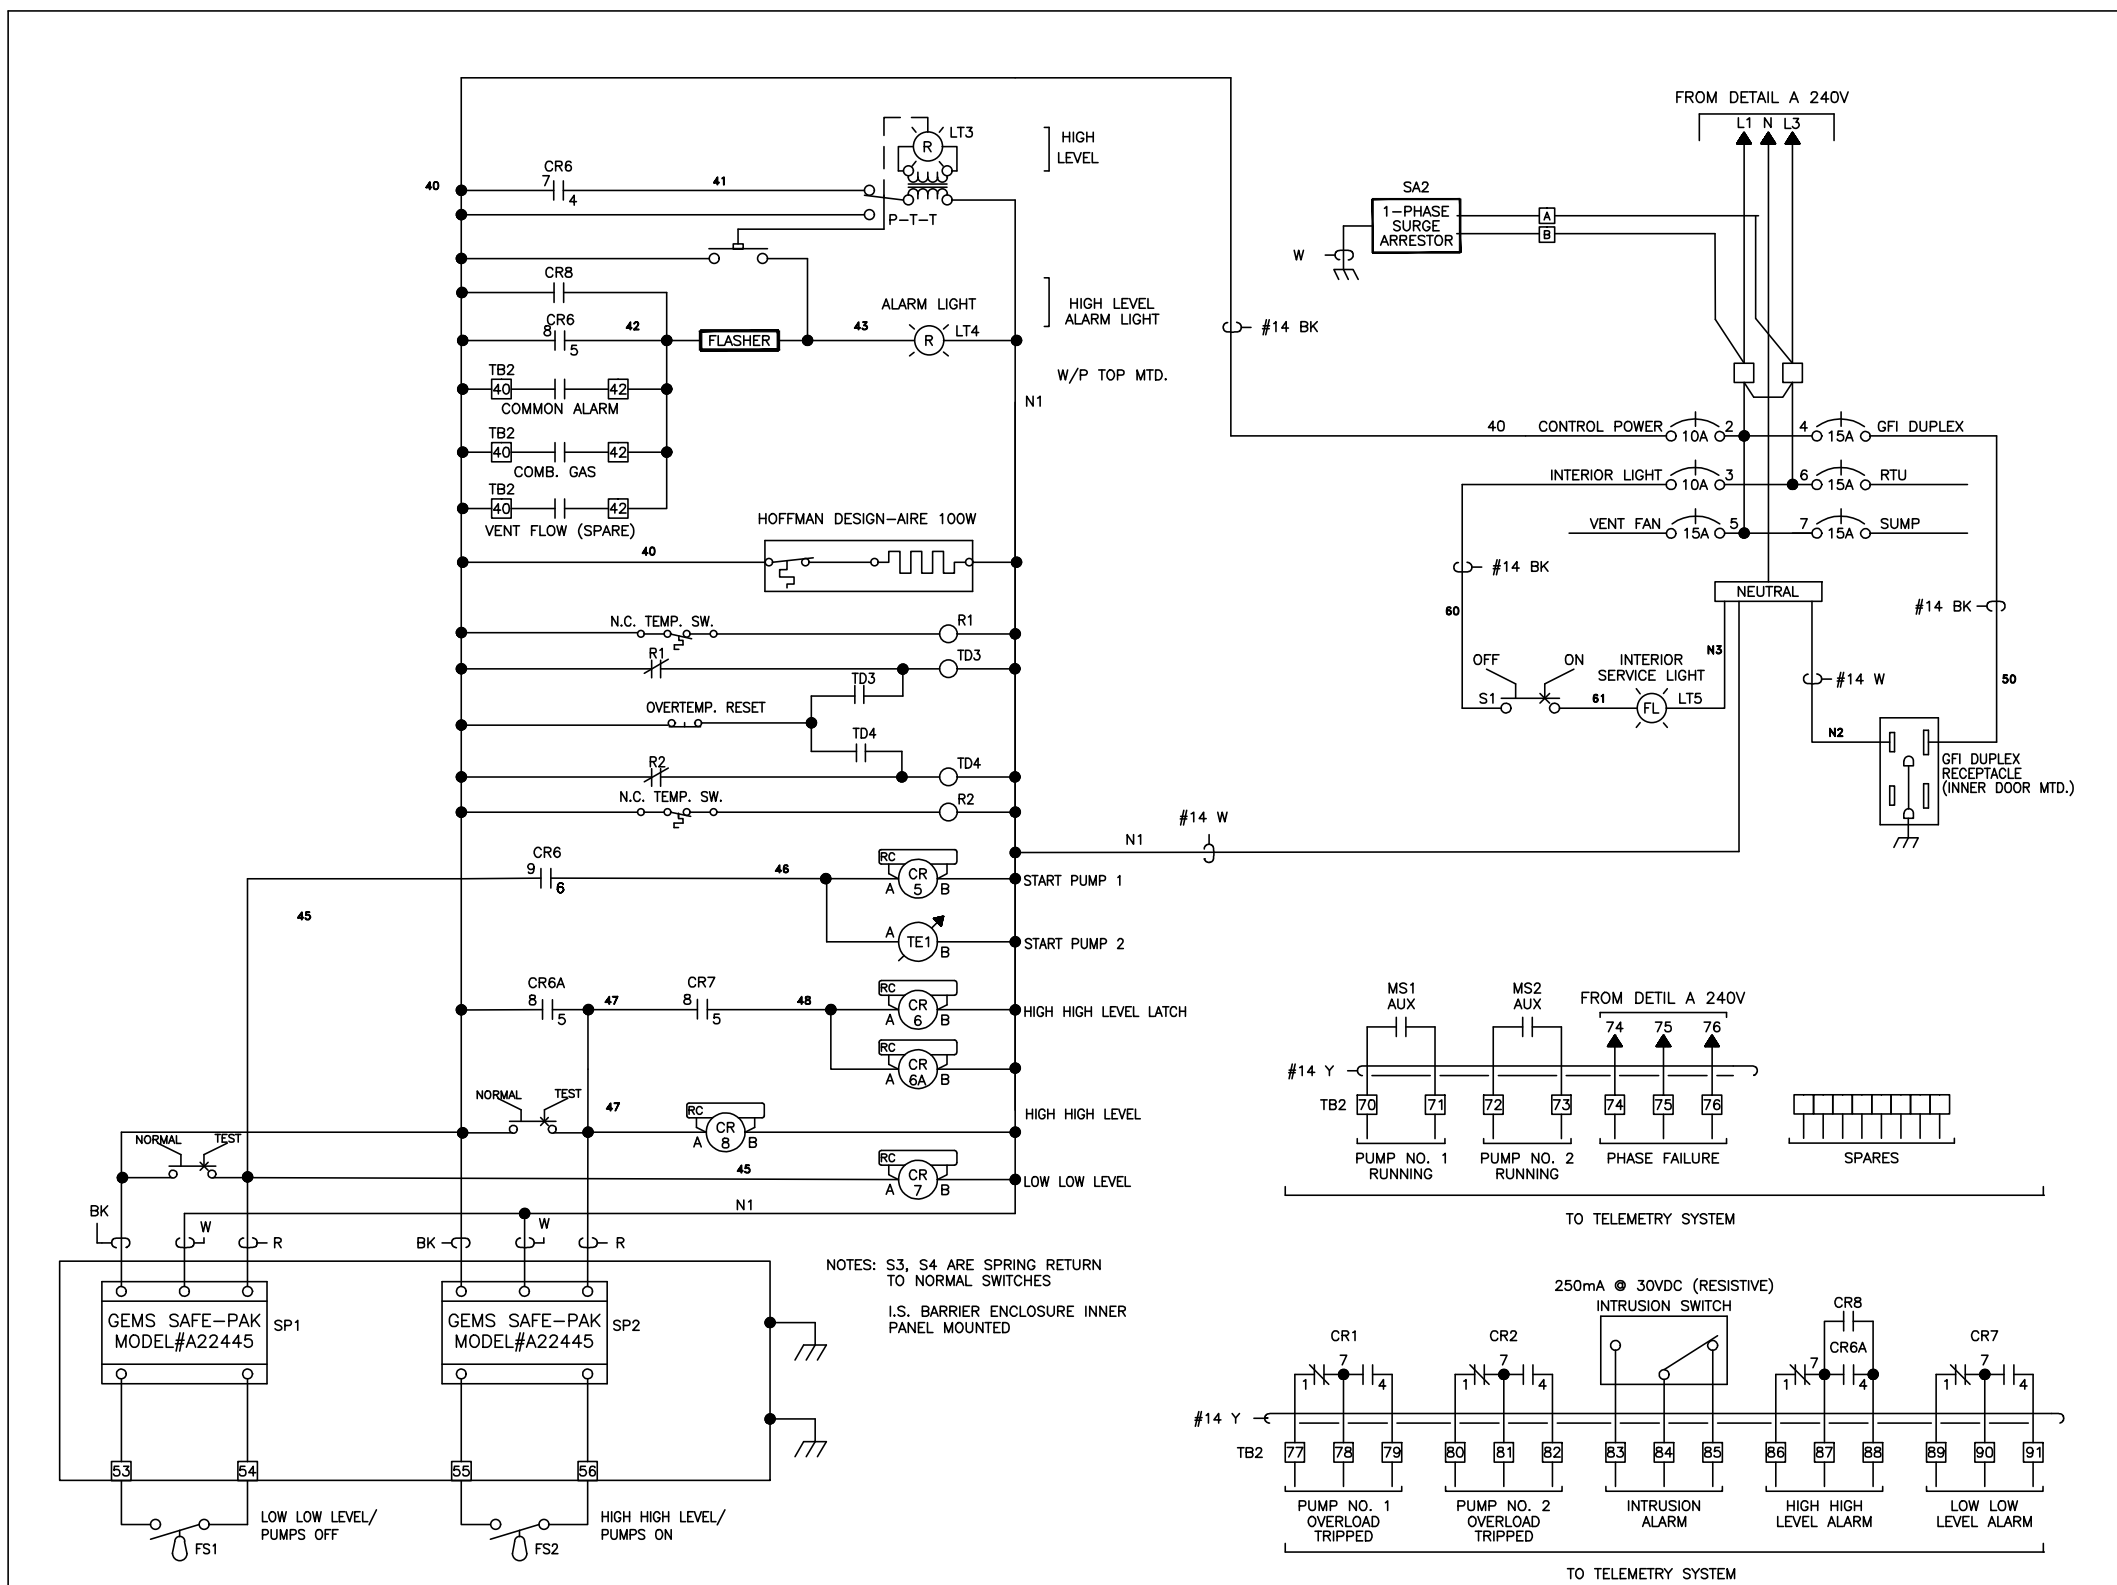 LT3
R
HIGH
LEVEL
CR6
7
4
40
41
P-T-T
CR8
CR6
8
5
42
FLASHER
43
ALARM LIGHT
R
LT4
HIGH LEVEL
ALARM LIGHT
W/P TOP MTD.
N1
TB2
40
42
COMMON ALARM
TB2
40
42
COMB. GAS
TB2
40
42
VENT FLOW (SPARE)
40
HOFFMAN DESIGN-AIRE 100W
N.C. TEMP. SW.
R1
R1
TD3
TD3
OVERTEMP. RESET
TD4
R2
TD4
N.C. TEMP. SW.
R2
CR6
9
6
46
RC
CR
5
A
B
START PUMP 1
45
A
TE1
B
START PUMP 2
CR6A
8
5
47
CR7
8
5
48
RC
CR
6
A
B
HIGH HIGH LEVEL LATCH
RC
CR
6A
A
B
NORMAL
TEST
47
RC
CR
8
A
B
HIGH HIGH LEVEL
NORMAL
TEST
45
RC
CR
7
A
B
LOW LOW LEVEL
N1
BK
W
R
BK
W
R
GEMS SAFE-PAK
MODEL#A22445
SP1
GEMS SAFE-PAK
MODEL#A22445
SP2
53
54
55
56
LOW LOW LEVEL/
PUMPS OFF
FS1
HIGH HIGH LEVEL/
PUMPS ON
FS2
NOTES: S3, S4 ARE SPRING RETURN
TO NORMAL SWITCHES
I.S. BARRIER ENCLOSURE INNER
PANEL MOUNTED
FROM DETAIL A 240V
L1 N L3
SA2
1-PHASE
SURGE
ARRESTOR
A
B
W
#14 BK
40
CONTROL POWER
10A
2
4
15A
GFI DUPLEX
INTERIOR LIGHT
10A
3
6
15A
RTU
VENT FAN
15A
5
7
15A
SUMP
#14 BK
NEUTRAL
#14 BK
60
N3
OFF
ON
INTERIOR
SERVICE LIGHT
S1
61
FL
LT5
#14 W
50
N2
GFI DUPLEX
RECEPTACLE
(INNER DOOR MTD.)
#14 W
N1
MS1
AUX
MS2
AUX
FROM DETIL A 240V
74
75
76
#14 Y
TB2
70
71
72
73
74
75
76
PUMP NO. 1
RUNNING
PUMP NO. 2
RUNNING
PHASE FAILURE
SPARES
TO TELEMETRY SYSTEM
250mA @ 30VDC (RESISTIVE)
INTRUSION SWITCH
CR1
7
1
4
CR2
7
1
4
CR8
CR6A
7
1
4
CR7
7
1
4
#14 Y
TB2
77
78
79
80
81
82
83
84
85
86
87
88
89
90
91
PUMP NO. 1
OVERLOAD
TRIPPED
PUMP NO. 2
OVERLOAD
TRIPPED
INTRUSION
ALARM
HIGH HIGH
LEVEL ALARM
LOW LOW
LEVEL ALARM
TO TELEMETRY SYSTEM